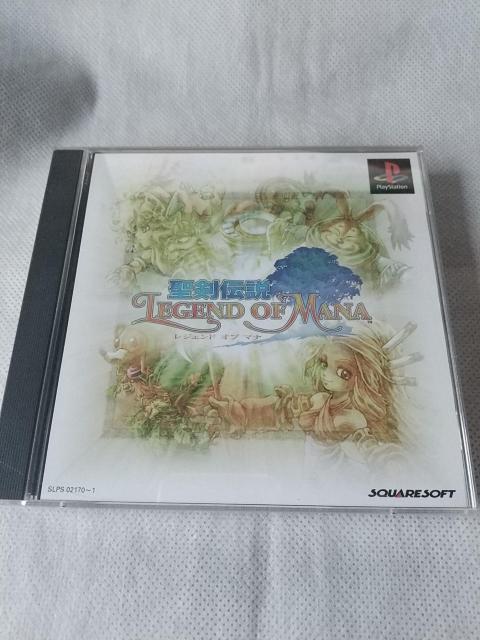 PlayStation
聖剣伝説
LEGEND OF MANA™
レジェンド オブ マナ
SLPS 02170~1
SQUARESOFT